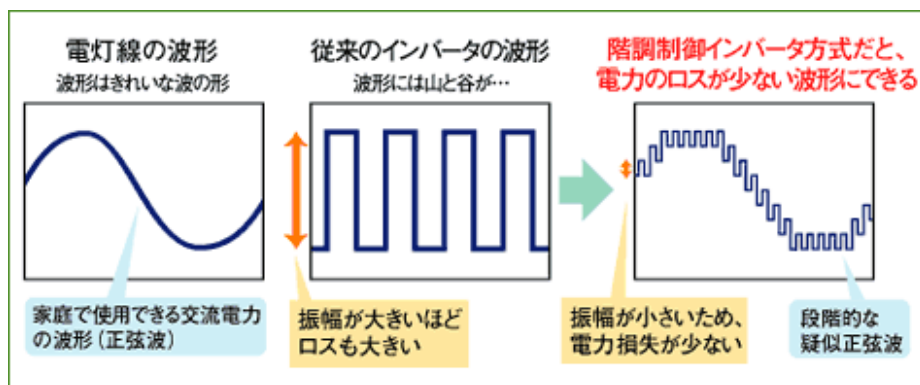 電灯線の波形
波形はきれいな波の形
従来のインバータの波形
波形には山と谷が…
階調制御インバータ方式だと、
電力のロスが少ない波形にできる
家庭で使用できる交流電力
の波形(正弦波)
振幅が大きいほど
ロスも大きい
振幅が小さいため、
電力損失が少ない
段階的な
疑似正弦波